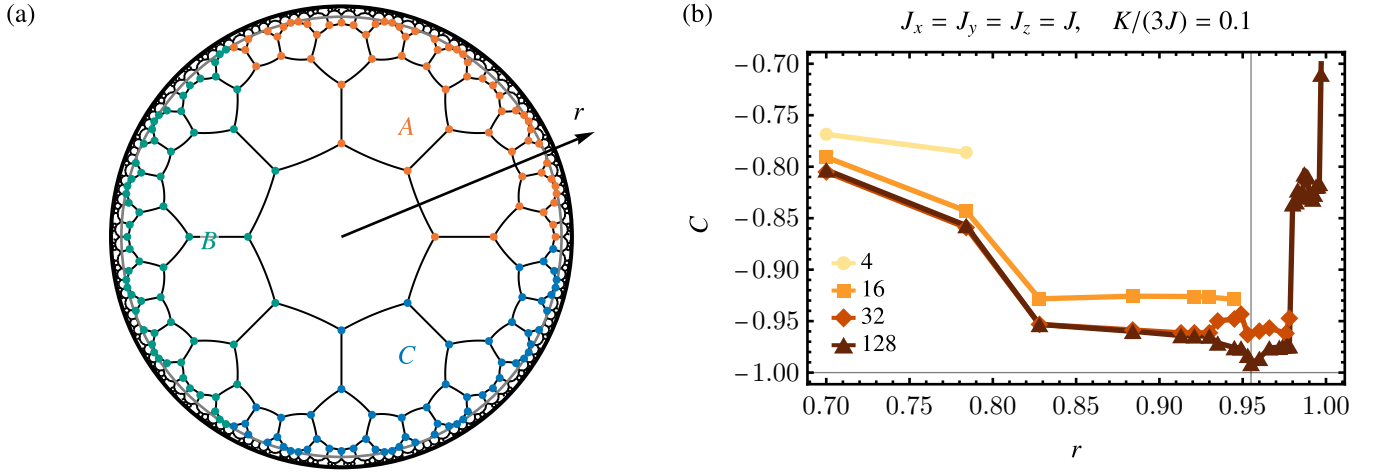 (a)
A
B
C
r
(b)
J_x = J_y = J_z = J, K/(3J) = 0.1
C
−0.70
−0.75
−0.80
−0.85
−0.90
−0.95
−1.00
4
16
32
128
0.70 0.75 0.80 0.85 0.90 0.95 1.00
r